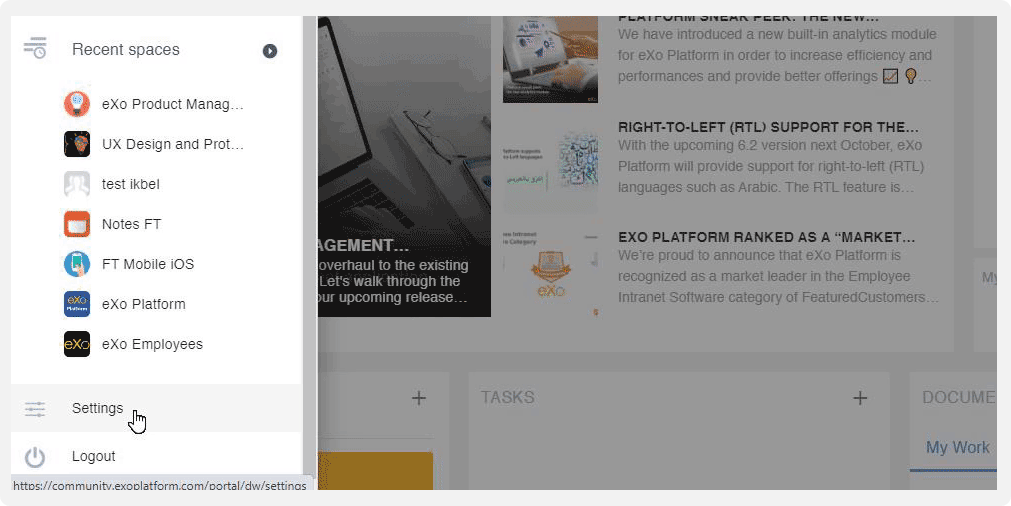 Recent spaces
eXo Product Manag...
UX Design and Prot...
test ikbel
Notes FT
FT Mobile iOS
eXo Platform
eXo Employees
Settings
Logout
https://community.exoplatform.com/portal/dw/settings
AGEMENT...
overhaul to the existing
Let's walk through the
our upcoming release...
PLATFORM SNEAK PEEK: THE NEW...
We have introduced a new built-in analytics module
for eXo Platform in order to increase efficiency and
performances and provide better offerings 📈 💡...
RIGHT-TO-LEFT (RTL) SUPPORT FOR THE...
With the upcoming 6.2 version next October, eXo
Platform will provide support for right-to-left (RTL)
languages such as Arabic. The RTL feature is...
EXO PLATFORM RANKED AS A “MARKET...
We’re proud to announce that eXo Platform is
recognized as a market leader in the Employee
Intranet Software category of FeaturedCustomers...
eXo
TASKS
DOCUME
My Work
My